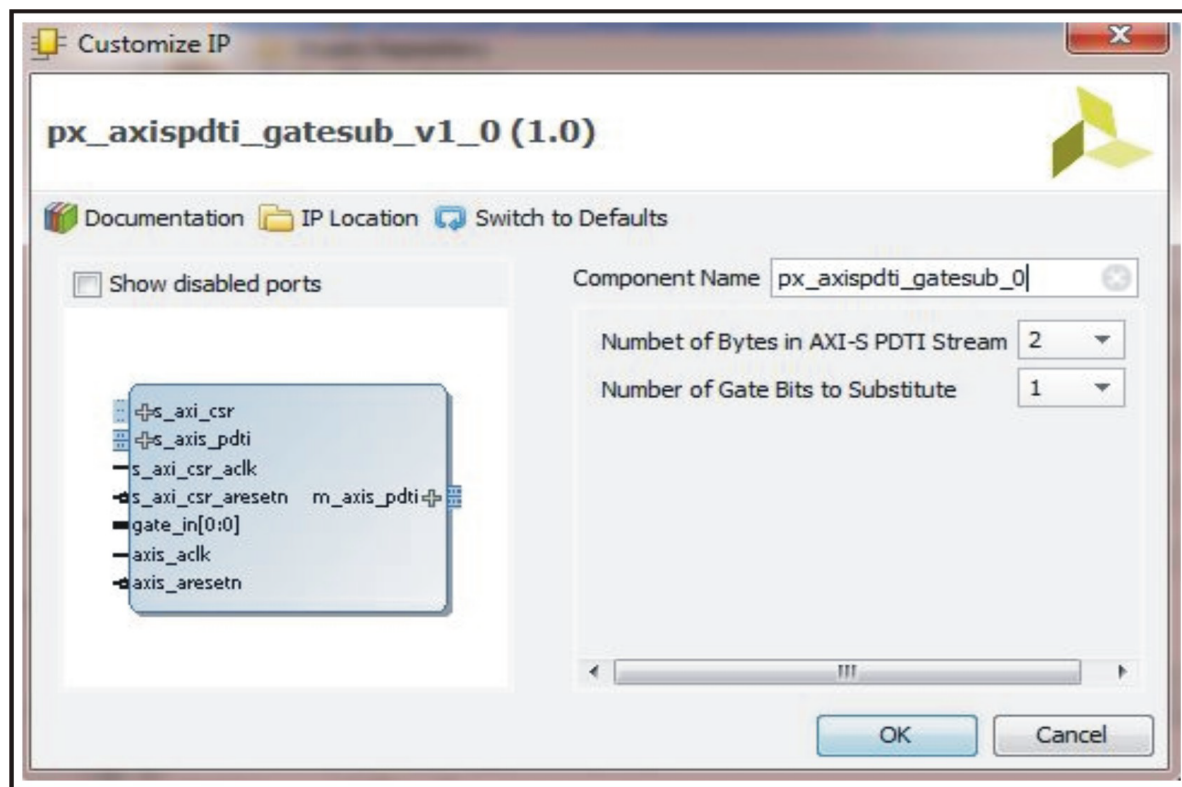 Customize IP
px_axispdti_gatesub_v1_0 (1.0)
Documentation IP Location Switch to Defaults
Show disabled ports
Component Name px_axispdti_gatesub_0
Numbet of Bytes in AXI-S PDTI Stream 2
Number of Gate Bits to Substitute 1
s_axi_csr
s_axis_pdti
s_axi_csr_aclk
s_axi_csr_aresetn m_axis_pdti
gate_in[0:0]
axis_aclk
axis_aresetn
OK Cancel